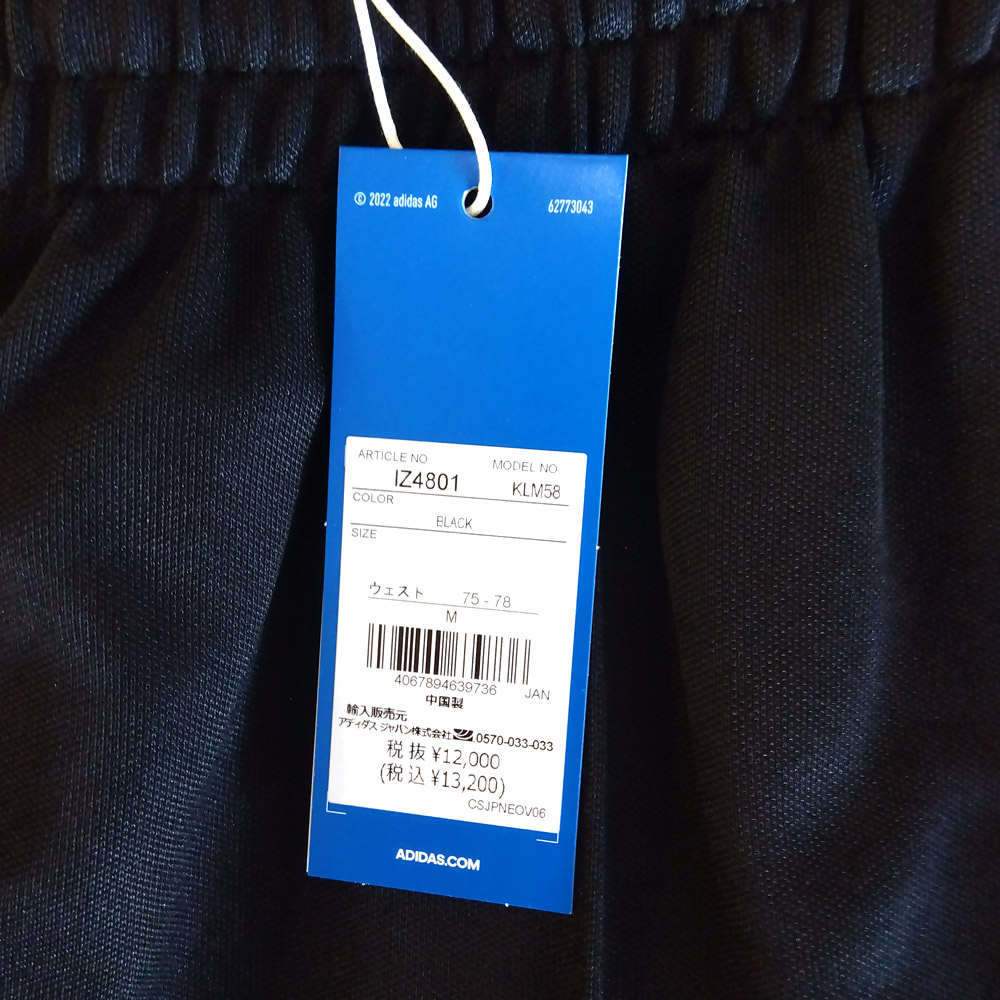 © 2022 adidas AG
62773043
ARTICLE NO
MODEL NO
IZ4801
KLM58
COLOR
BLACK
SIZE
ウェスト 75 - 78
M
4067894639736 JAN
中国製
輸入販売元
アディダス ジャパン株式会社 0570-033-033
税 抜 ¥12,000
(税 込 ¥13,200)
CSJPNEOV06
ADIDAS.COM